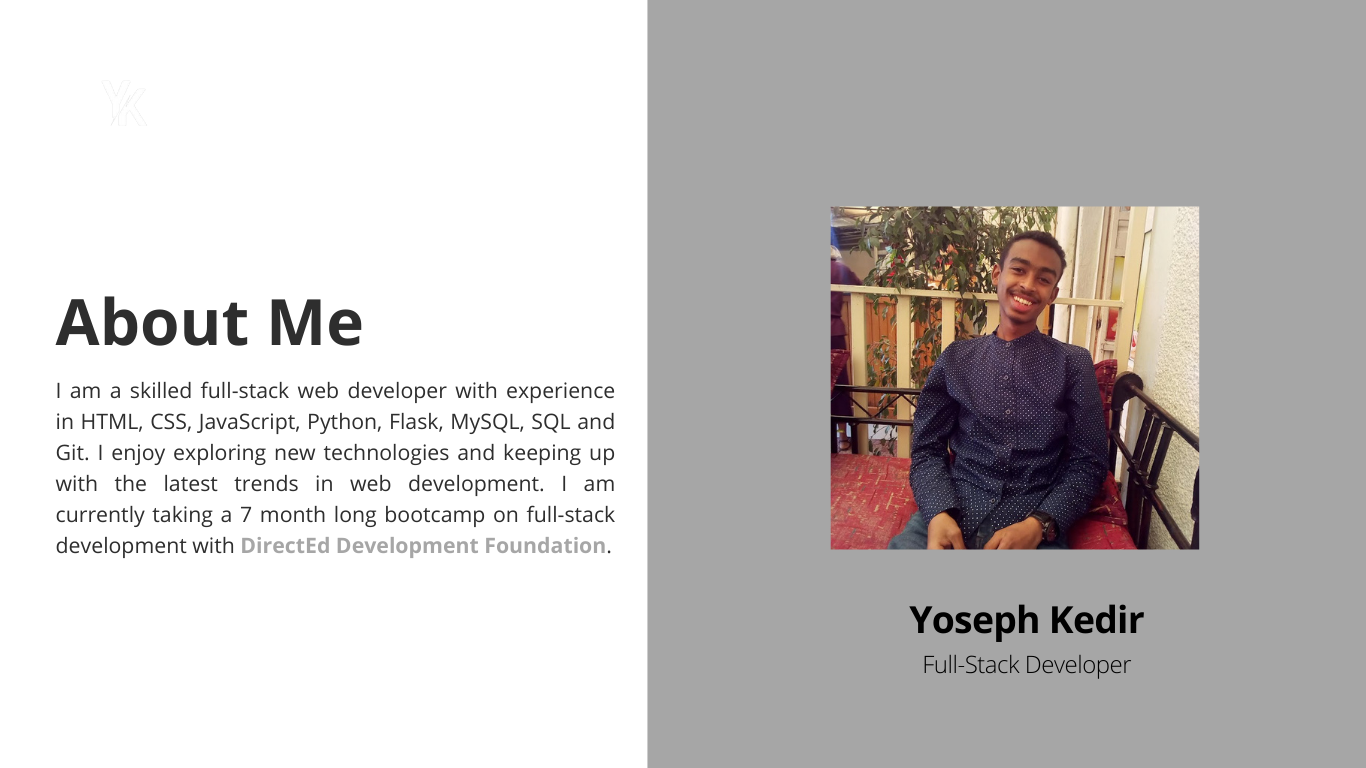 YK
About Me
I am a skilled full-stack web developer with experience
in HTML, CSS, JavaScript, Python, Flask, MySQL, SQL and
Git. I enjoy exploring new technologies and keeping up
with the latest trends in web development. I am
currently taking a 7 month long bootcamp on full-stack
development with DirectEd Development Foundation.
Yoseph Kedir
Full-Stack Developer